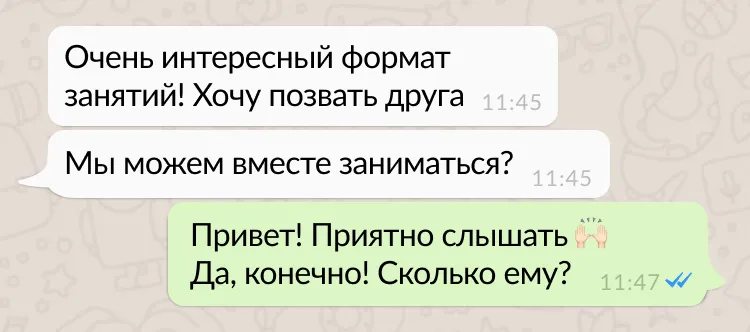 Очень интересный формат
занятий! Хочу позвать друга 11:45
Мы можем вместе заниматься? 11:45
Привет! Приятно слышать 🙌🏻
Да, конечно! Сколько ему? 11:47